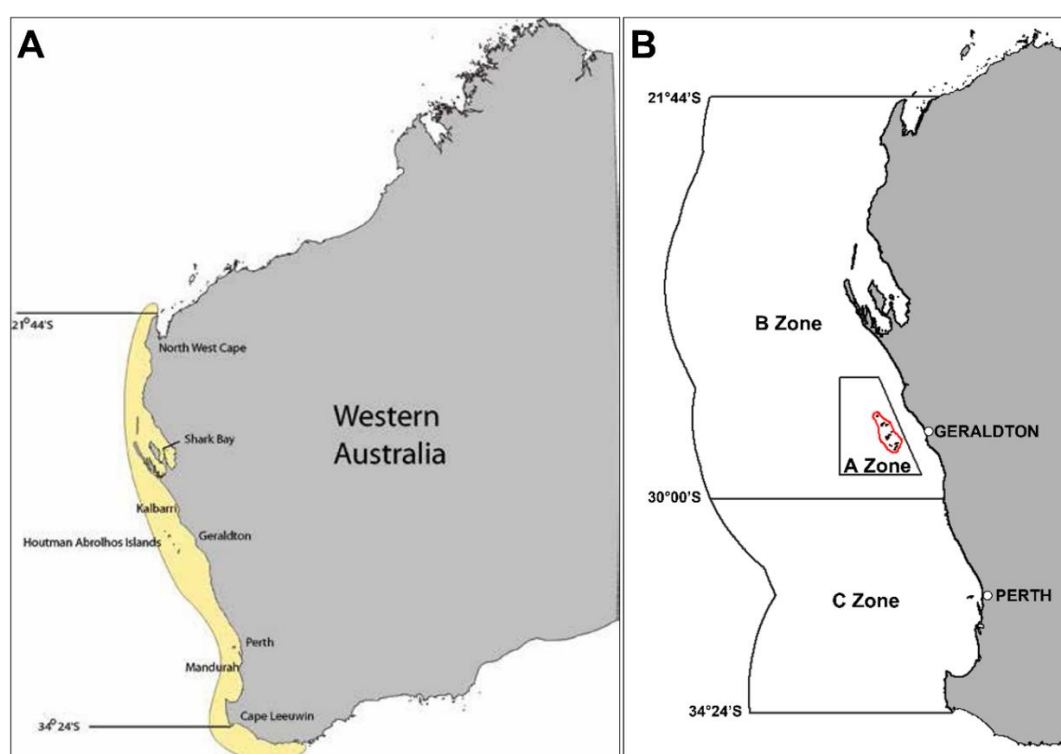 A
21°44'S
North West Cape
Western
Australia
Shark Bay
Kalbarri
Houtman Abrolhos Islands
Geraldton
Perth
Mandurah
Cape Leeuwin
34°24'S
B
21°44'S
B Zone
A Zone
GERALDTON
30°00'S
C Zone
PERTH
34°24'S